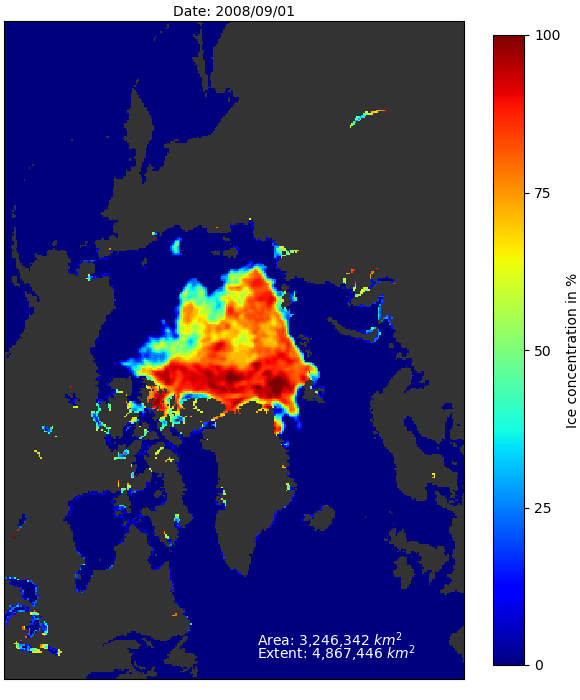 Date: 2008/09/01
100
75
50
25
0
Ice concentration in %
Area: 3,246,342 km²
Extent: 4,867,446 km²